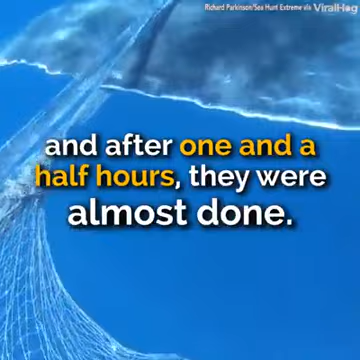 Richard Parkinson/Sea Hunt Extreme via ViralHog
and after one and a
half hours, they were
almost done.